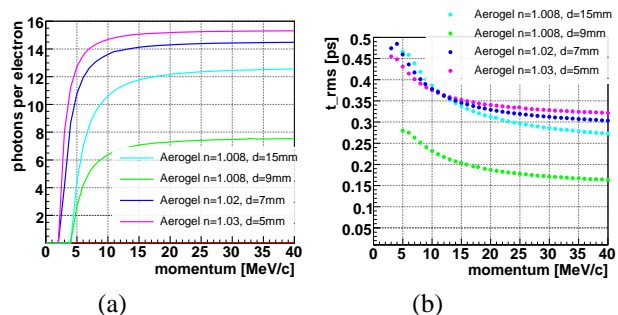 (a)
photons per electron
16
14
12
10
8
6
4
2
Aerogel n=1.008, d=15mm
Aerogel n=1.008, d=9mm
Aerogel n=1.02, d=7mm
Aerogel n=1.03, d=5mm
0 5 10 15 20 25 30 35 40
momentum [MeV/c]
(a)
Aerogel n=1.008, d=15mm
Aerogel n=1.008, d=9mm
Aerogel n=1.02, d=7mm
Aerogel n=1.03, d=5mm
t_rms [ps]
0.5
0.45
0.4
0.35
0.3
0.25
0.2
0.15
0.1
0.05
0 5 10 15 20 25 30 35 40
momentum [MeV/c]
(b)